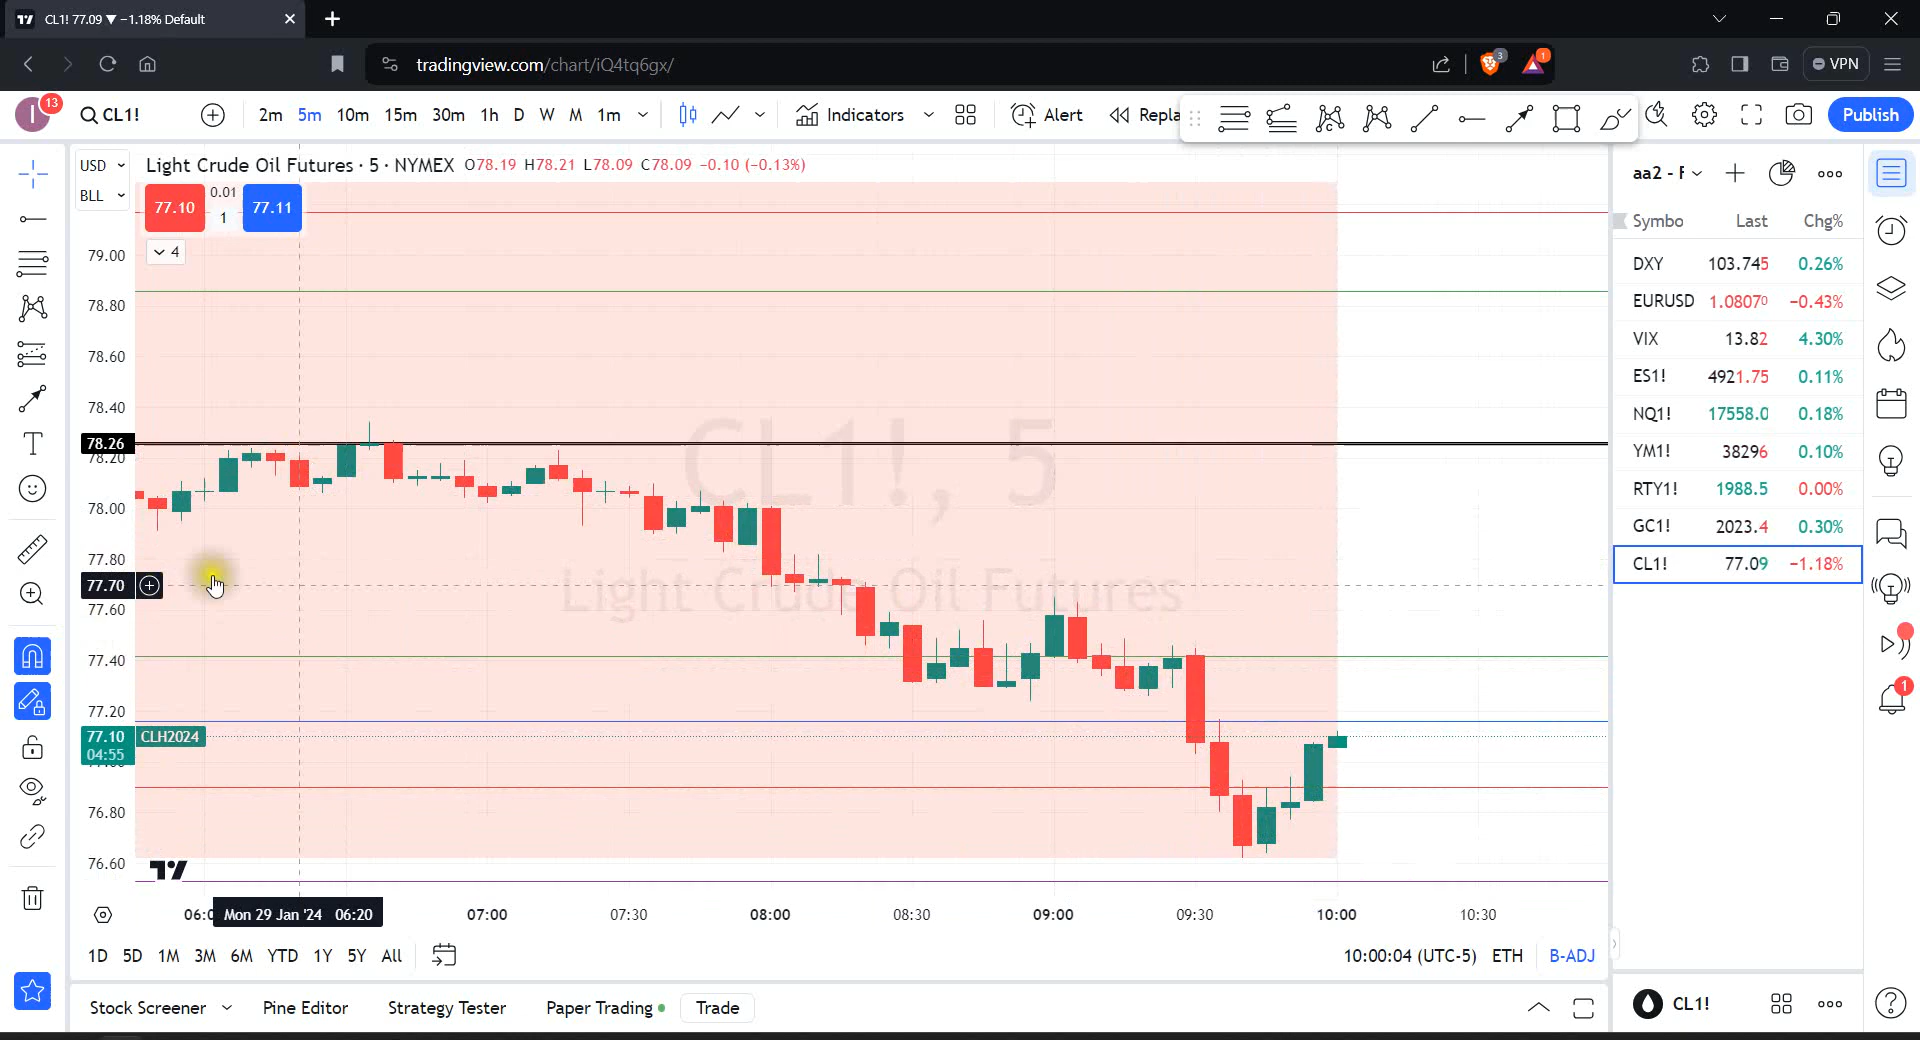 CL1! 77.09 ▼ −1.18% Default
tradingview.com/chart/iQ4tq6gx/
3
1
VPN
I
13
CL1!
2m 5m 10m 15m 30m 1h D W M 1m
Indicators
Alert
Repla
Publish
USD
BLL
Light Crude Oil Futures · 5 · NYMEX O78.19 H78.21 L78.09 C78.09 −0.10 (−0.13%)
77.10
0.01
1
77.11
4
79.00
78.80
78.60
78.40
78.26
78.20
78.00
77.80
77.70
77.60
77.40
77.20
77.10
04:55
CLH2024
76.80
76.60
CL1!, 5
Light Crude Oil Futures
06:0
Mon 29 Jan '24 06:20
07:00 07:30 08:00 08:30 09:00 09:30 10:00 10:30
1D 5D 1M 3M 6M YTD 1Y 5Y All
10:00:04 (UTC-5) ETH B-ADJ
Stock Screener Pine Editor Strategy Tester Paper Trading Trade
aa2 - F
Symbo Last Chg%
DXY 103.745 0.26%
EURUSD 1.08070 −0.43%
VIX 13.82 4.30%
ES1! 4921.75 0.11%
NQ1! 17558.0 0.18%
YM1! 38296 0.10%
RTY1! 1988.5 0.00%
GC1! 2023.4 0.30%
CL1! 77.09 −1.18%
CL1!
1